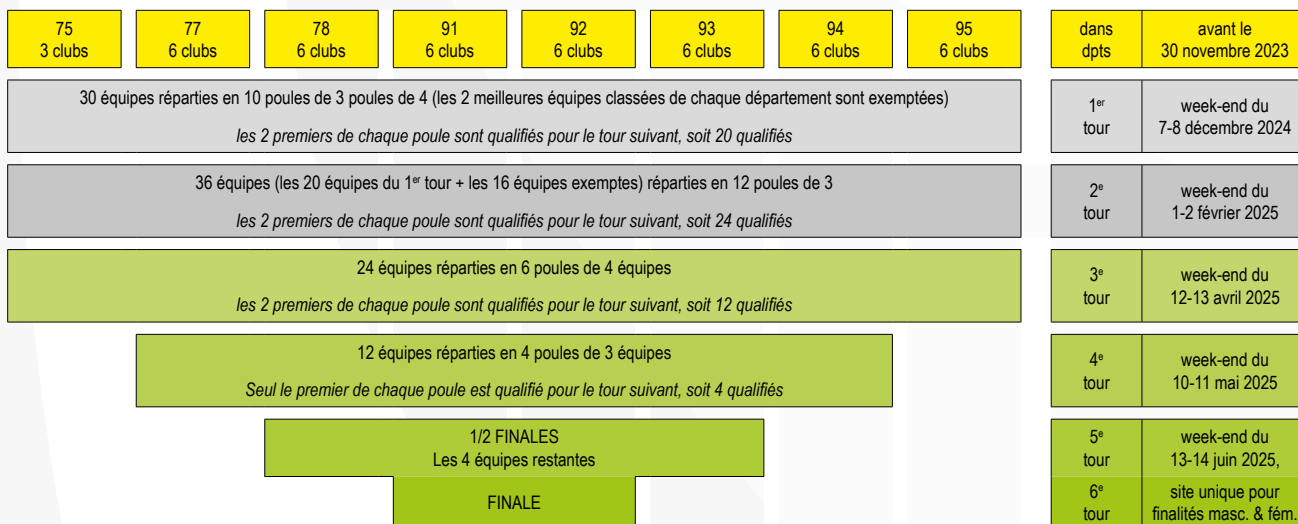 75
3 clubs
77
6 clubs
78
6 clubs
91
6 clubs
92
6 clubs
93
6 clubs
94
6 clubs
95
6 clubs
dans
dpts
avant le
30 novembre 2023
30 équipes réparties en 10 poules de 3 poules de 4 (les 2 meilleures équipes classées de chaque département sont exemptées)
les 2 premiers de chaque poule sont qualifiés pour le tour suivant, soit 20 qualifiés
1er
tour
week-end du
7-8 décembre 2024
36 équipes (les 20 équipes du 1er tour + les 16 équipes exemptes) réparties en 12 poules de 3
les 2 premiers de chaque poule sont qualifiés pour le tour suivant, soit 24 qualifiés
2e
tour
week-end du
1-2 février 2025
24 équipes réparties en 6 poules de 4 équipes
les 2 premiers de chaque poule sont qualifiés pour le tour suivant, soit 12 qualifiés
3e
tour
week-end du
12-13 avril 2025
12 équipes réparties en 4 poules de 3 équipes
Seul le premier de chaque poule est qualifié pour le tour suivant, soit 4 qualifiés
4e
tour
week-end du
10-11 mai 2025
1/2 FINALES
Les 4 équipes restantes
5e
tour
week-end du
13-14 juin 2025,
FINALE
6e
tour
site unique pour
finalités masc. & fém.